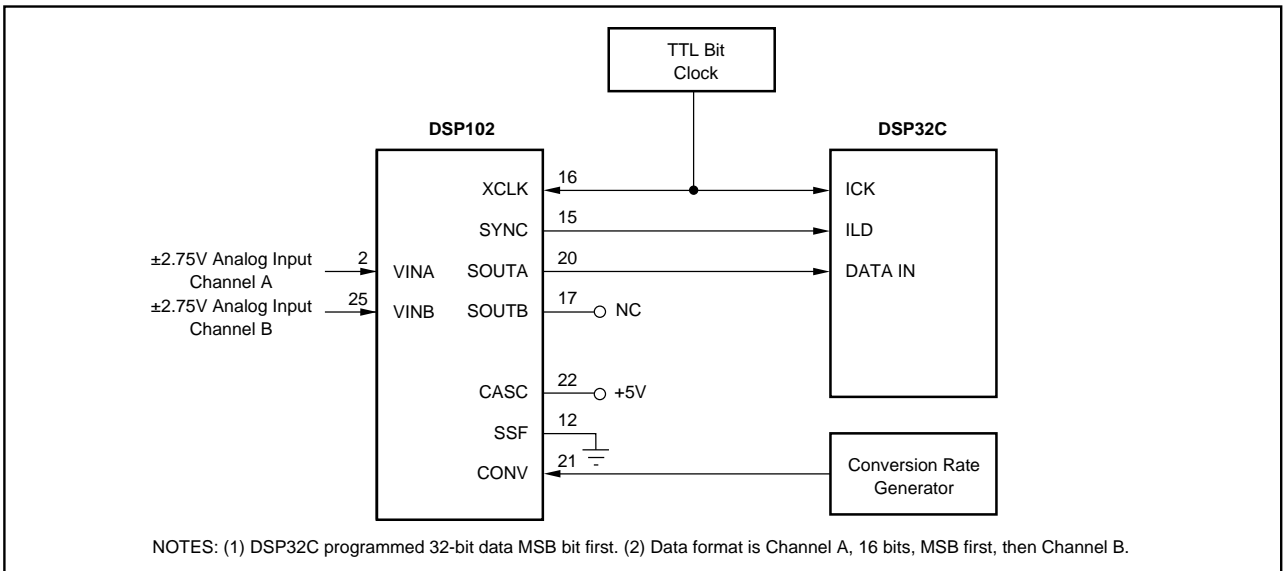 TTL Bit
Clock
DSP102
DSP32C
XCLK
16
ICK
SYNC
15
ILD
±2.75V Analog Input
Channel A
2
VINA
SOUTA
20
DATA IN
±2.75V Analog Input
Channel B
25
VINB
SOUTB
17
NC
CASC
22
+5V
SSF
12
CONV
21
Conversion Rate
Generator
NOTES: (1) DSP32C programmed 32-bit data MSB bit first. (2) Data format is Channel A, 16 bits, MSB first, then Channel B.